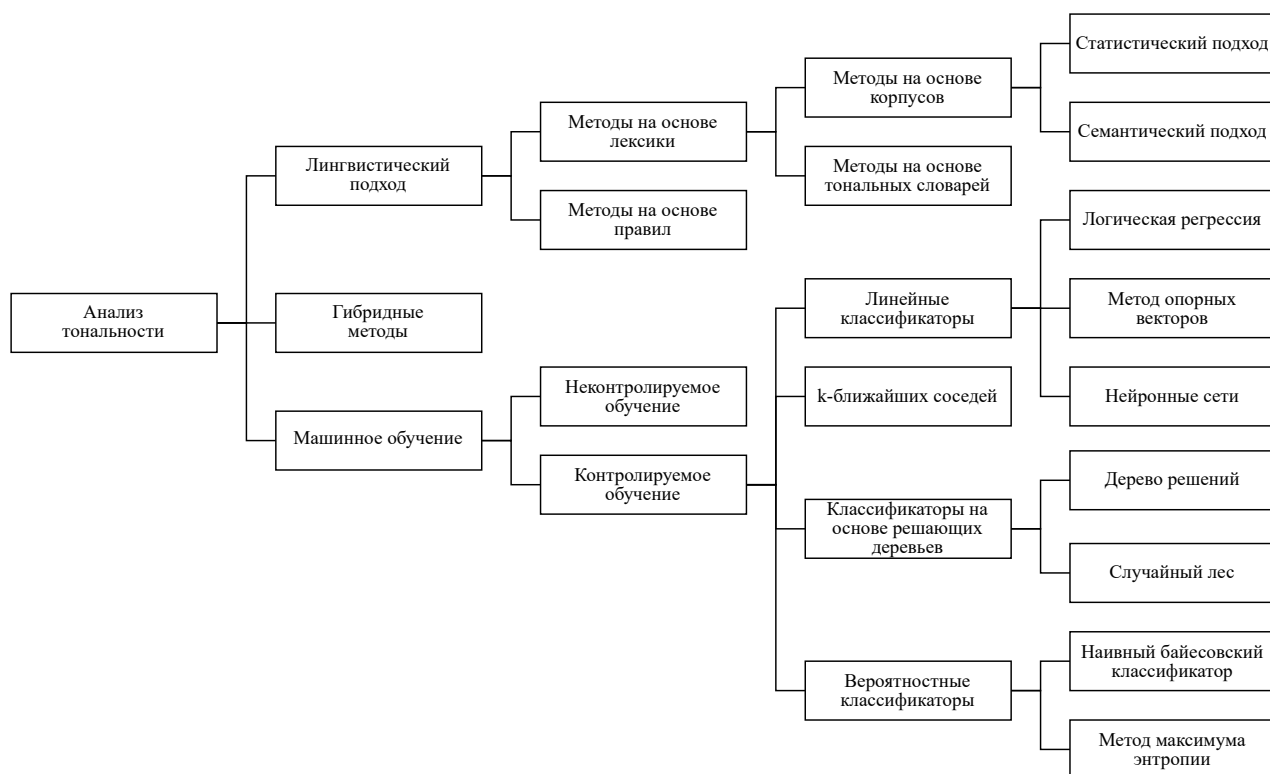 Статистический подход
Методы на основе
корпусов
Методы на основе
лексики
Семантический подход
Лингвистический
подход
Методы на основе
тональных словарей
Методы на основе
правил
Логическая регрессия
Анализ
тональности
Гибридные
методы
Линейные
классификаторы
Метод опорных
векторов
Неконтролируемое
обучение
k-ближайших соседей
Нейронные сети
Машинное обучение
Контролируемое
обучение
Дерево решений
Классификаторы на
основе решающих
деревьев
Случайный лес
Наивный байесовский
классификатор
Вероятностные
классификаторы
Метод максимума
энтропии